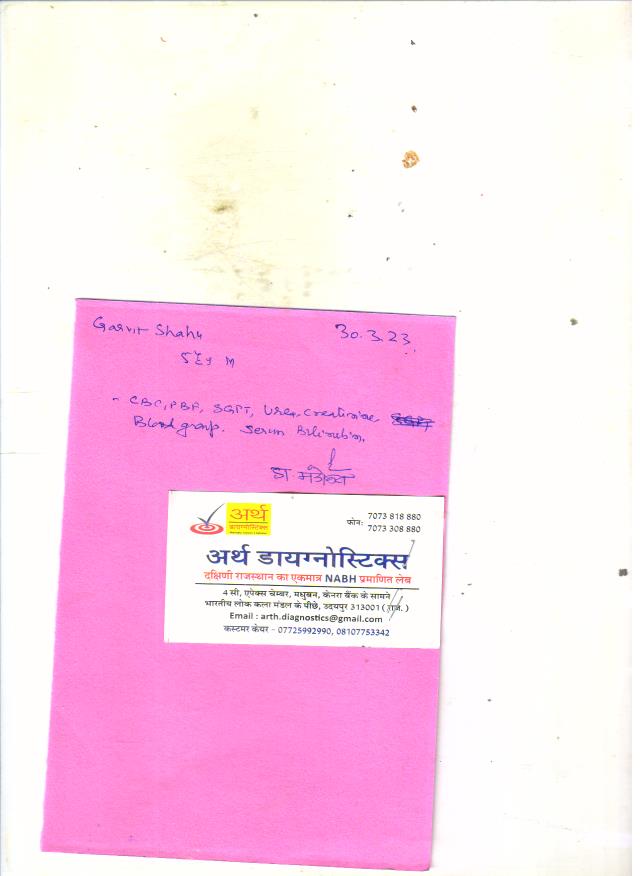 Garvit Shahu 30.3.23
M
- CBC, PBF, SGPT, Urea, Creatinine,
Blood group. Serum Bilirubin.
डा.
अर्थ
डायग्नोस्टिक्स
फोन: 7073 818 880
7073 308 880
अर्थ डायग्नोस्टिक्स
दक्षिणी राजस्थान का एकमात्र NABH प्रमाणित लेब
4 सी, एपेक्स चेम्बर, मधुबन, केनरा बैंक के सामने
भारतीय लोक कला मंडल के पीछे, उदयपुर 313001 ( राज. )
Email : arth.diagnostics@gmail.com
कस्टमर केयर - 07725992990, 08107753342